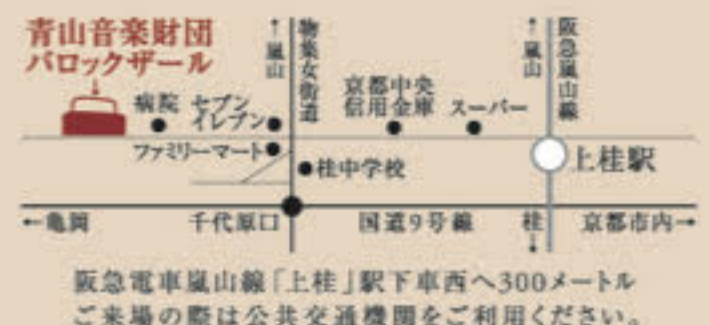 青山音楽財団
バロックザール
↑嵐山
物集女街道
↑嵐山
阪急嵐山線
病院
セブン
イレブン
京都中央
信用金庫
スーパー
ファミリーマート
桂中学校
上桂駅
←亀岡
千代原口
国道9号線
桂↓
京都市内→
阪急電車嵐山線「上桂」駅下車西へ300メートル
ご来場の際は公共交通機関をご利用ください。